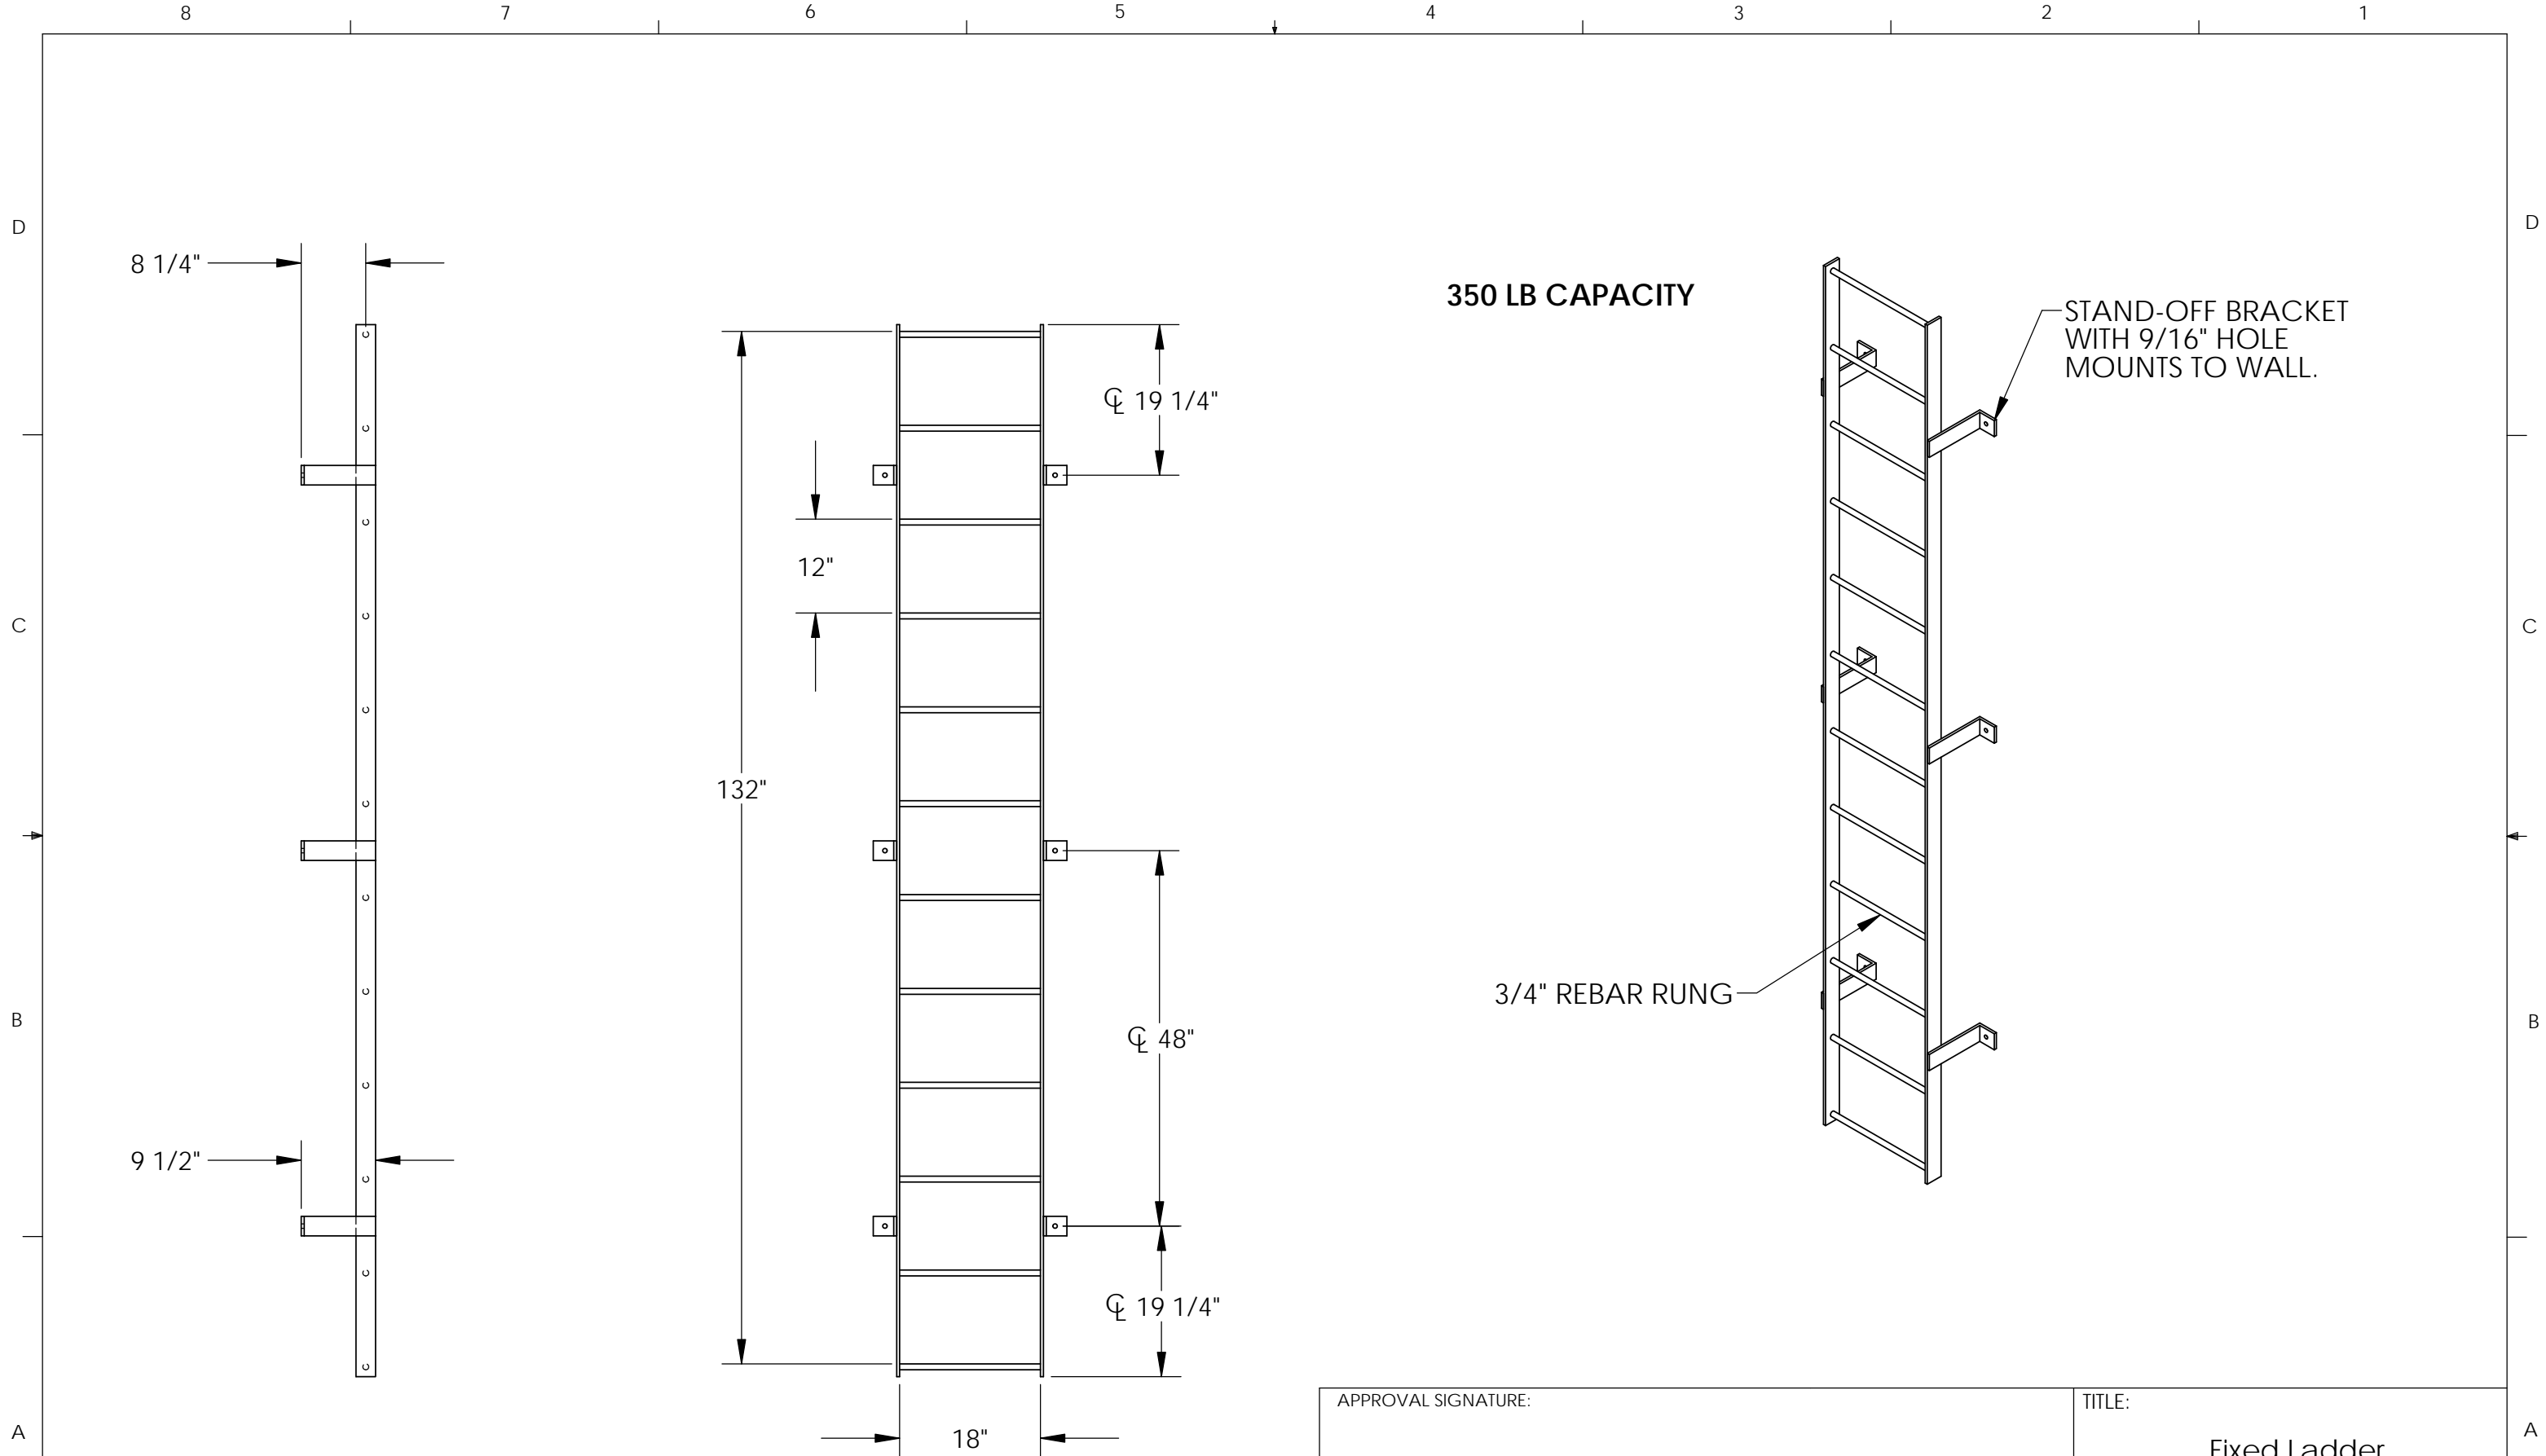 8 7 6 5 4 3 2 1
D D
8 1/4"
350 LB CAPACITY
STAND-OFF BRACKET
WITH 9/16" HOLE
MOUNTS TO WALL.
℄ 19 1/4"
12"
C C
132"
3/4" REBAR RUNG
B B
℄ 48"
9 1/2"
℄ 19 1/4"
APPROVAL SIGNATURE:
TITLE:
A A
18"
Fixed Ladder